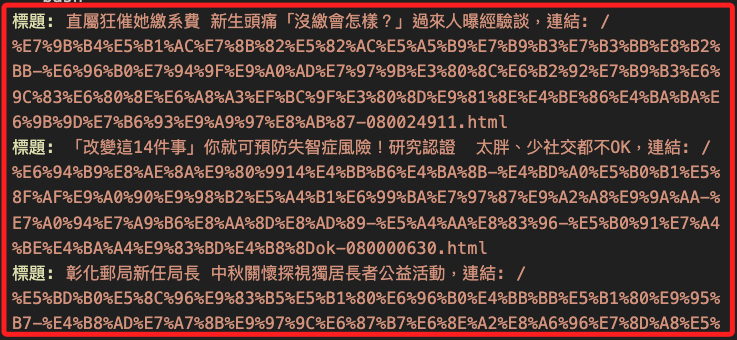 標題: 直屬狂催她繳系費 新生頭痛「沒繳會怎樣？」過來人曝經驗談，連結: /
%E7%9B%B4%E5%B1%AC%E7%8B%82%E5%82%AC%E5%A5%B9%E7%B9%B3%E7%B3%BB%E8%B2%
BB-%E6%96%B0%E7%94%9F%E9%A0%AD%E7%97%9B%E3%80%8C%E6%B2%92%E7%B9%B3%E6%
9C%83%E6%80%8E%E6%A8%A3%EF%BC%9F%E3%80%8D%E9%81%8E%E4%BE%86%E4%BA%BA%E
6%9B%9D%E7%B6%93%E9%A9%97%E8%AB%87-080024911.html
標題: 「改變這14件事」你就可預防失智症風險！研究認證  太胖、少社交都不OK，連結: /
%E6%94%B9%E8%AE%8A%E9%80%9914%E4%BB%B6%E4%BA%8B-%E4%BD%A0%E5%B0%B1%E5%
8F%AF%E9%A0%90%E9%98%B2%E5%A4%B1%E6%99%BA%E7%97%87%E9%A2%A8%E9%9A%AA-%
E7%A0%94%E7%A9%B6%E8%AA%8D%E8%AD%89-%E5%A4%AA%E8%83%96-%E5%B0%91%E7%A4
%BE%E4%BA%A4%E9%83%BD%E4%B8%8Dok-080000630.html
標題: 彰化郵局新任局長 中秋關懷探視獨居長者公益活動，連結: /
%E5%BD%B0%E5%8C%96%E9%83%B5%E5%B1%80%E6%96%B0%E4%BB%BB%E5%B1%80%E9%95%
B7-%E4%B8%AD%E7%A7%8B%E9%97%9C%E6%87%B7%E6%8E%A2%E8%A6%96%E7%8D%A8%E5%